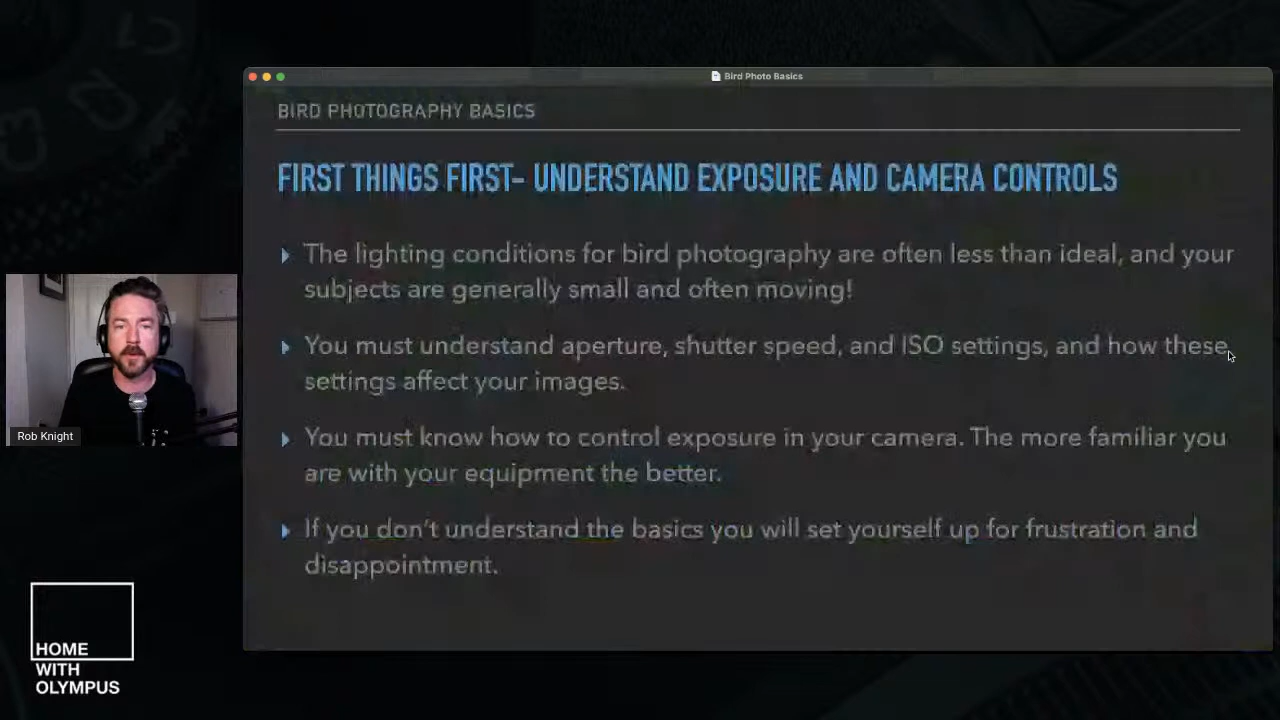 Bird Photo Basics
BIRD PHOTOGRAPHY BASICS
FIRST THINGS FIRST- UNDERSTAND EXPOSURE AND CAMERA CONTROLS
The lighting conditions for bird photography are often less than ideal, and your
subjects are generally small and often moving!
You must understand aperture, shutter speed, and ISO settings, and how these
settings affect your images.
You must know how to control exposure in your camera. The more familiar you
are with your equipment the better.
If you don't understand the basics you will set yourself up for frustration and
disappointment.
Rob Knight
HOME
WITH
OLYMPUS